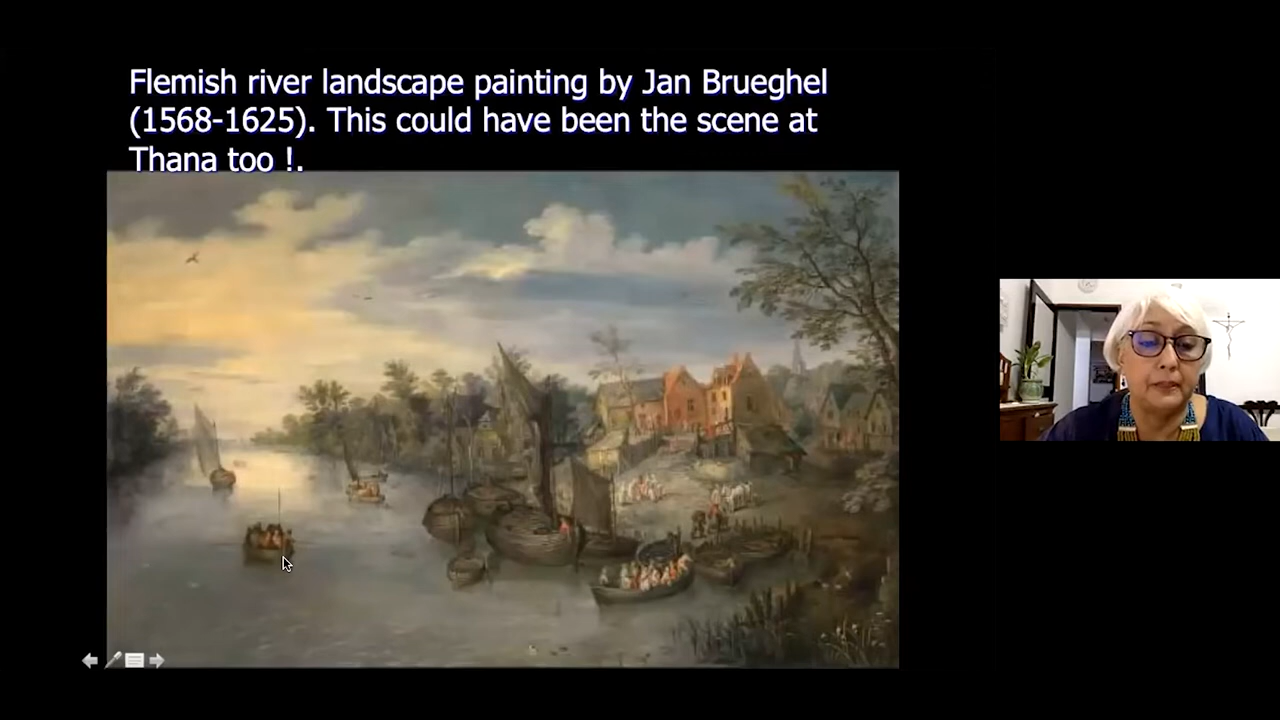 Flemish river landscape painting by Jan Brueghel
(1568-1625). This could have been the scene at
Thana too !.